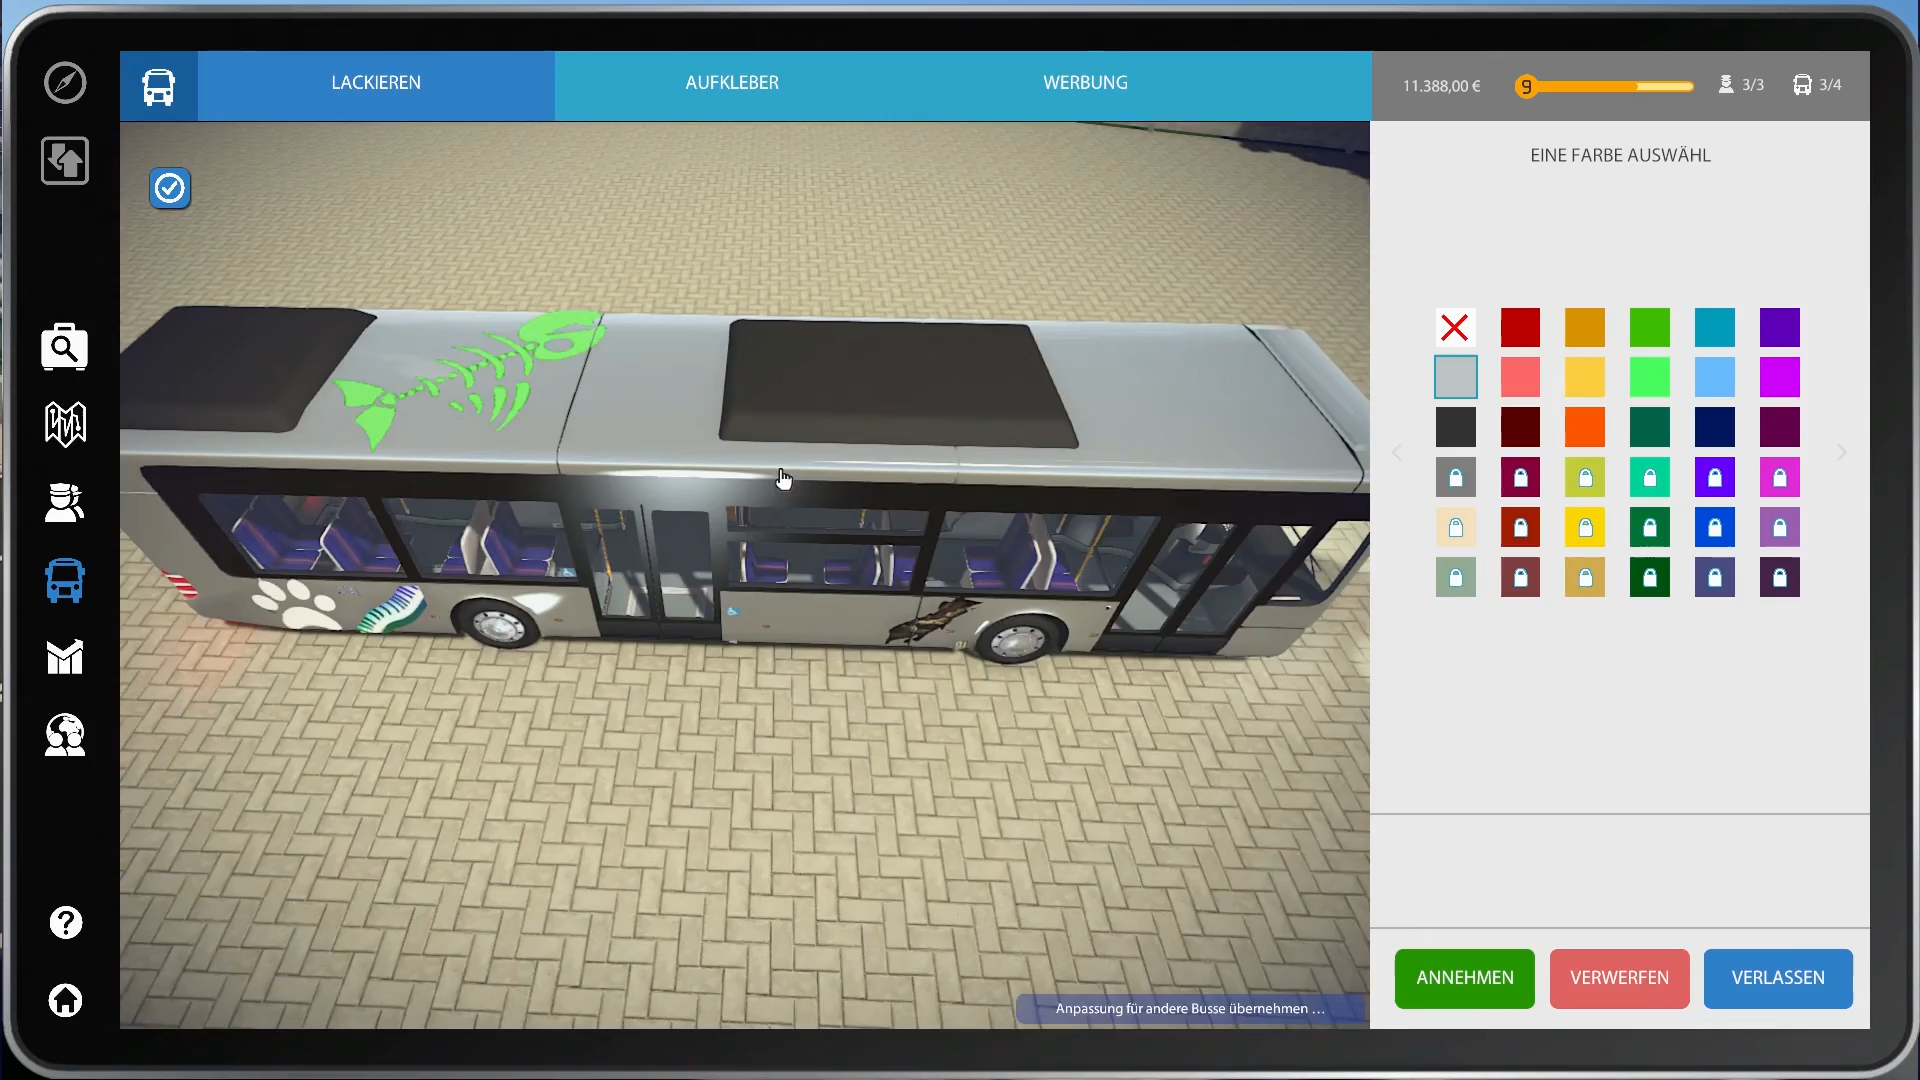 LACKIEREN
AUFKLEBER
WERBUNG
11.388,00 €
9
3/3
3/4
EINE FARBE AUSWÄHL
Anpassung für andere Busse übernehmen ...
ANNEHMEN
VERWERFEN
VERLASSEN